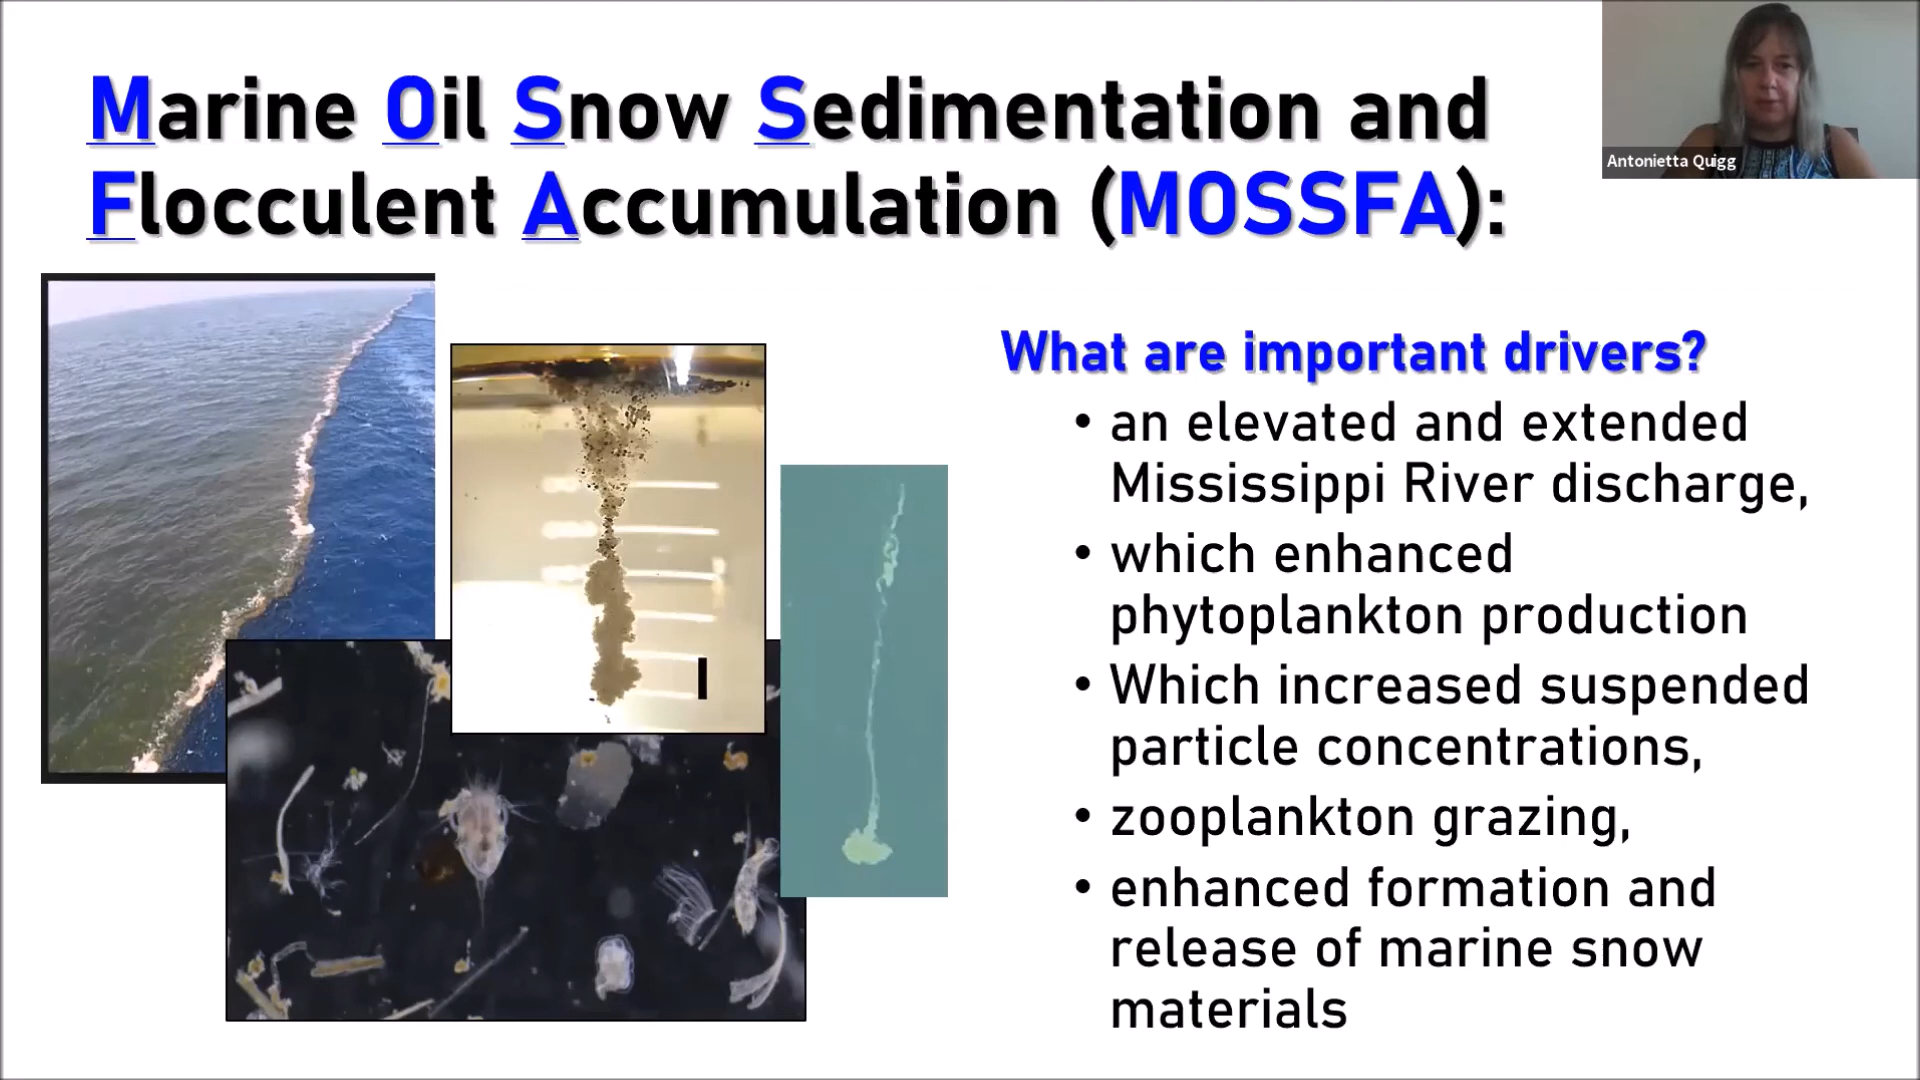 Marine Oil Snow Sedimentation and
Flocculent Accumulation (MOSSFA):
Antonietta Quigg
What are important drivers?
• an elevated and extended
Mississippi River discharge,
• which enhanced
phytoplankton production
• Which increased suspended
particle concentrations,
• zooplankton grazing,
• enhanced formation and
release of marine snow
materials